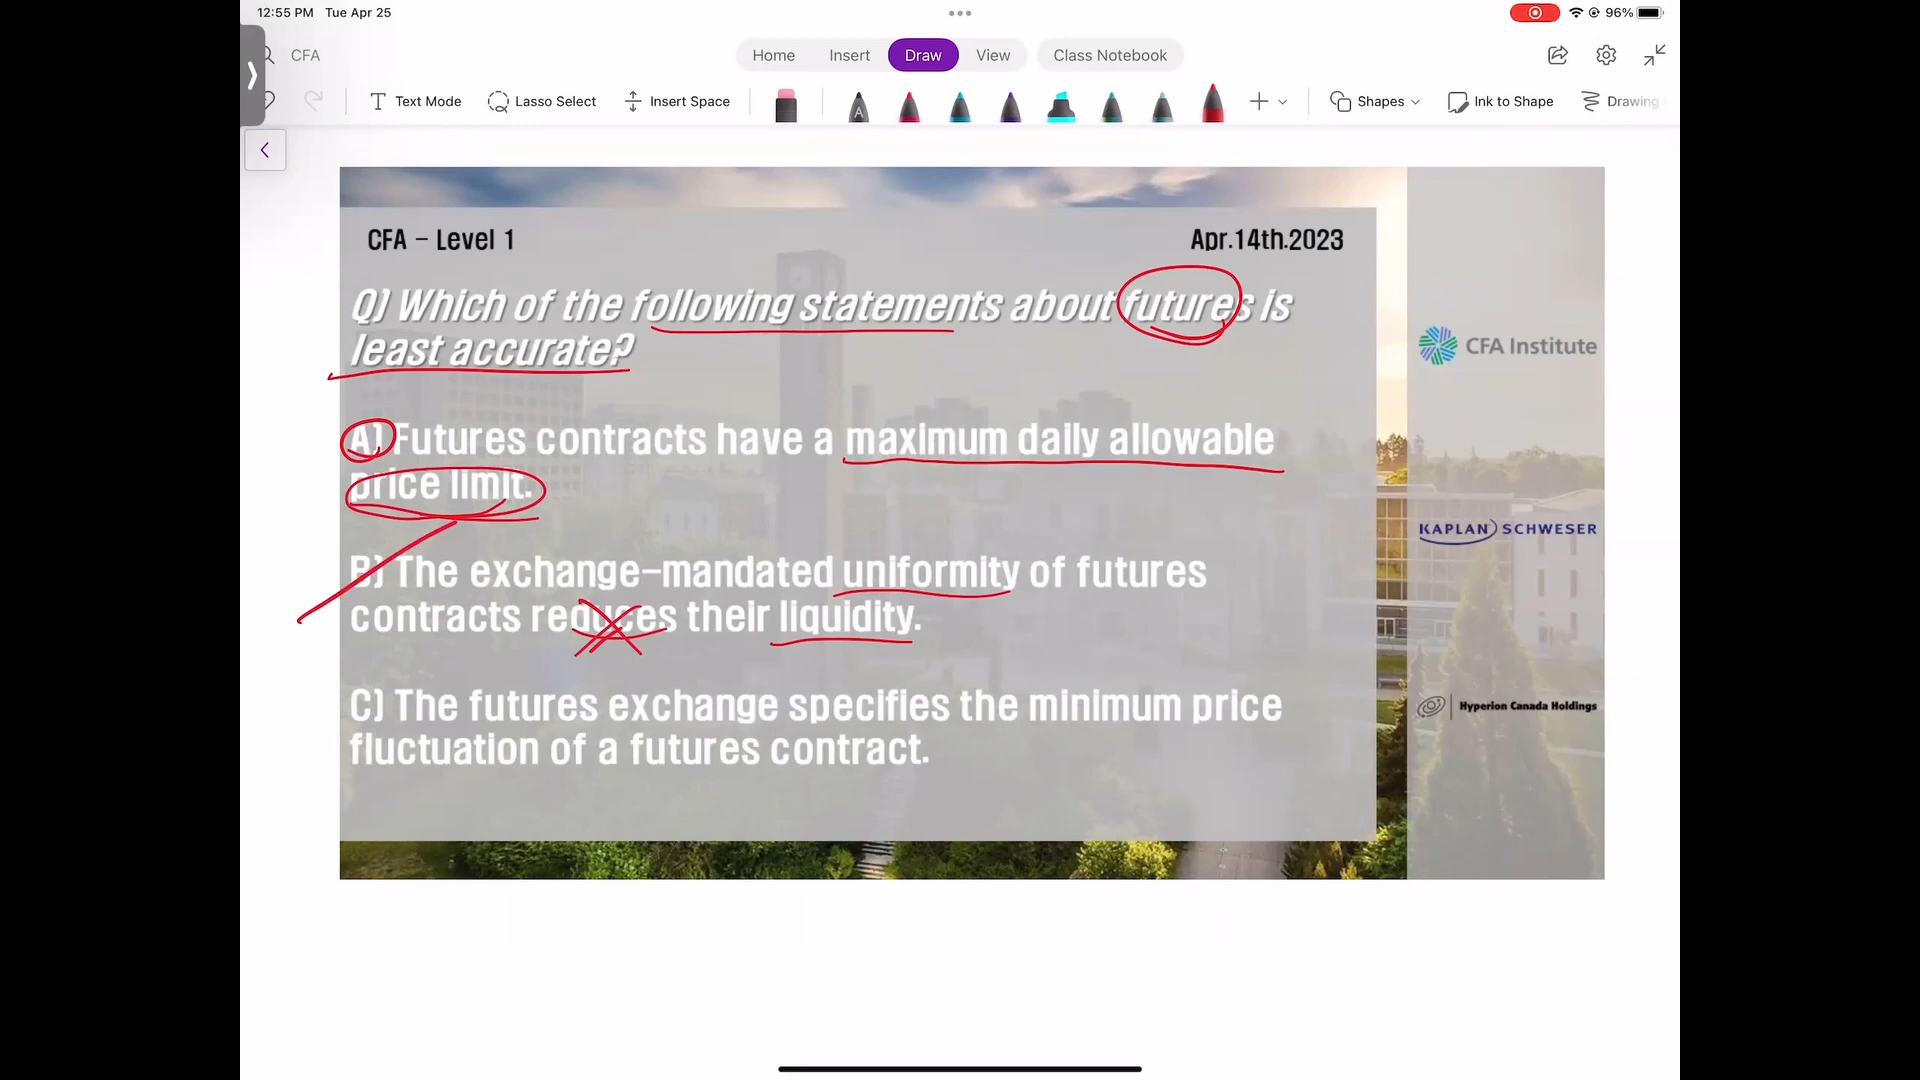 12:55 PM Tue Apr 25
96%
CFA
Home Insert Draw View Class Notebook
Text Mode Lasso Select Insert Space A Shapes Ink to Shape Drawing
CFA - Level 1 Apr.14th.2023
Q) Which of the following statements about futures is
least accurate?
A) Futures contracts have a maximum daily allowable
price limit.
B) The exchange-mandated uniformity of futures
contracts reduces their liquidity.
C) The futures exchange specifies the minimum price
fluctuation of a futures contract.
CFA Institute
KAPLAN SCHWESER
Hyperion Canada Holdings